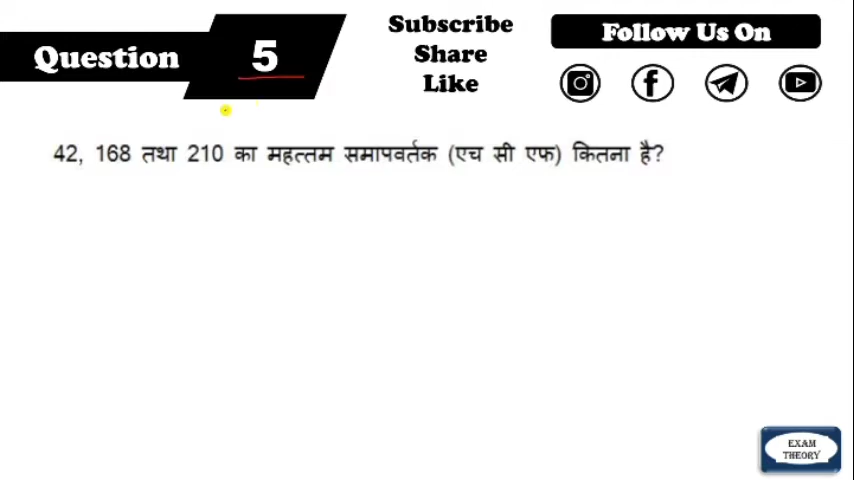 Question
5
Subscribe
Share
Like
Follow Us On
42, 168 तथा 210 का महत्तम समापवर्तक (एच सी एफ) कितना है?
EXAM
THEORY